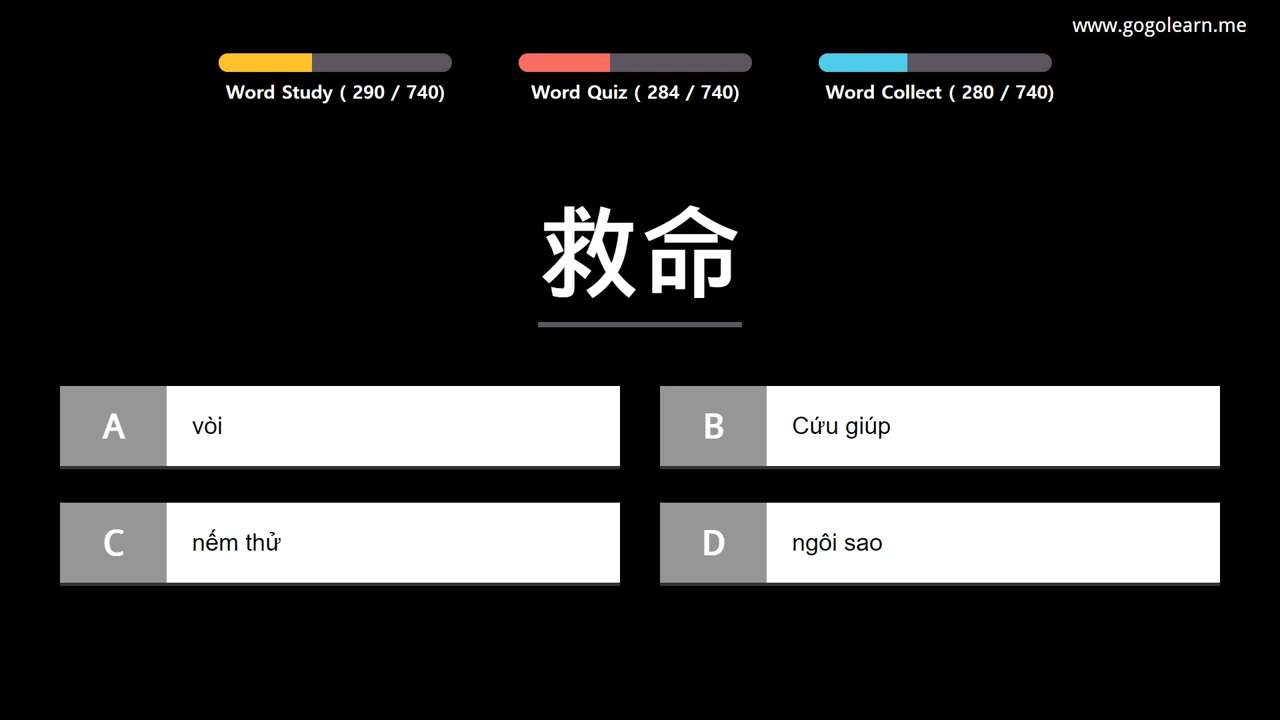 www.gogolearn.me
Word Study ( 290 / 740)
Word Quiz ( 284 / 740)
Word Collect ( 280 / 740)
救命
A
vòi
B
Cứu giúp
C
nếm thử
D
ngôi sao